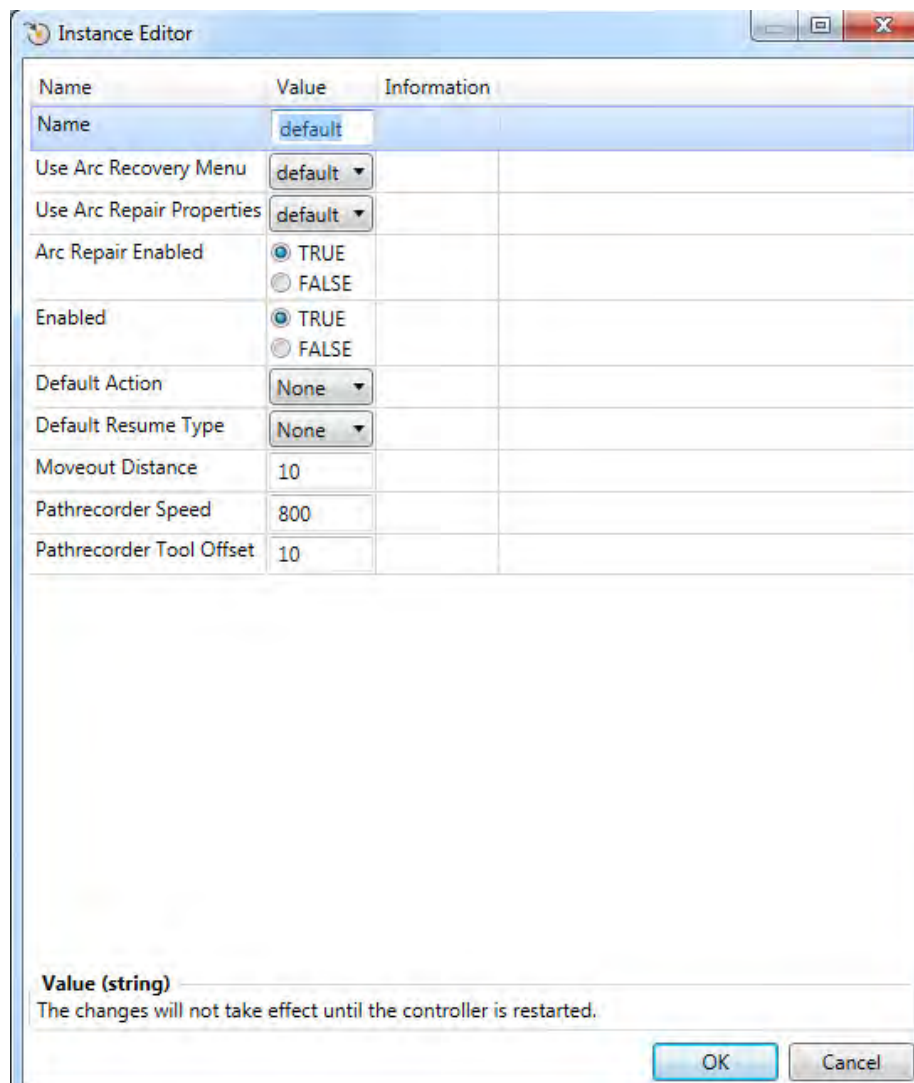 Instance Editor
Name Value Information
Name default
Use Arc Recovery Menu default
Use Arc Repair Properties default
Arc Repair Enabled TRUE
FALSE
Enabled TRUE
FALSE
Default Action None
Default Resume Type None
Moveout Distance 10
Pathrecorder Speed 800
Pathrecorder Tool Offset 10
Value (string)
The changes will not take effect until the controller is restarted.
OK Cancel